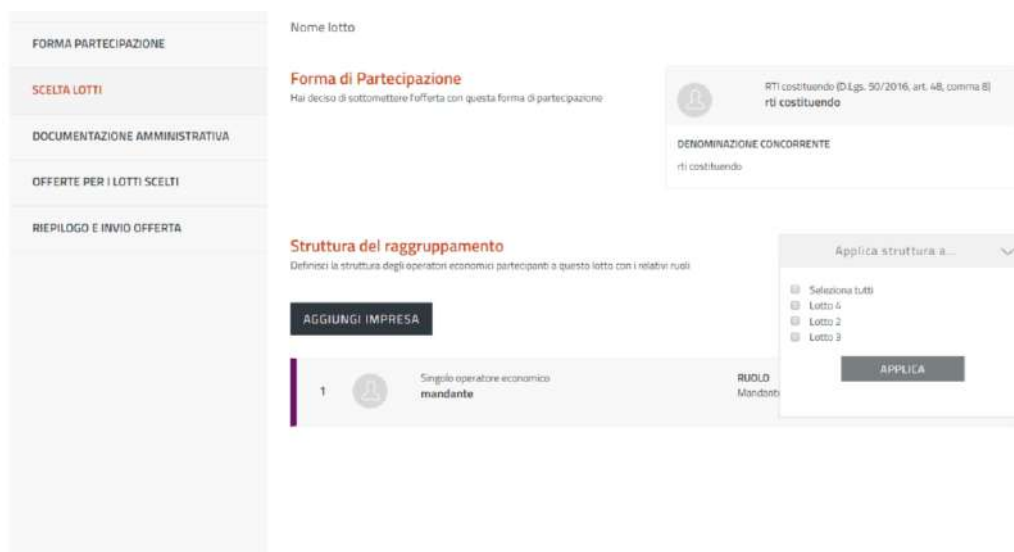 FORMA PARTECIPAZIONE
SCELTA LOTTI
DOCUMENTAZIONE AMMINISTRATIVA
OFFERTE PER I LOTTI SCELTI
RIEPILOGO E INVIO OFFERTA
Nome lotto
Forma di Partecipazione
Hai deciso di sottomettere l'offerta con questa forma di partecipazione
RTI costituendo (D.Lgs. 50/2016, art. 48, comma 8)
rti costituendo
DENOMINAZIONE CONCORRENTE
rti costituendo
Struttura del raggruppamento
Definisci la struttura degli operatori economici partecipanti a questo lotto con i relativi ruoli
Applica struttura a...
Seleziona tutti
Lotto 4
Lotto 2
Lotto 3
APPLICA
AGGIUNGI IMPRESA
1
Singolo operatore economico
mandante
RUOLO
Mandant